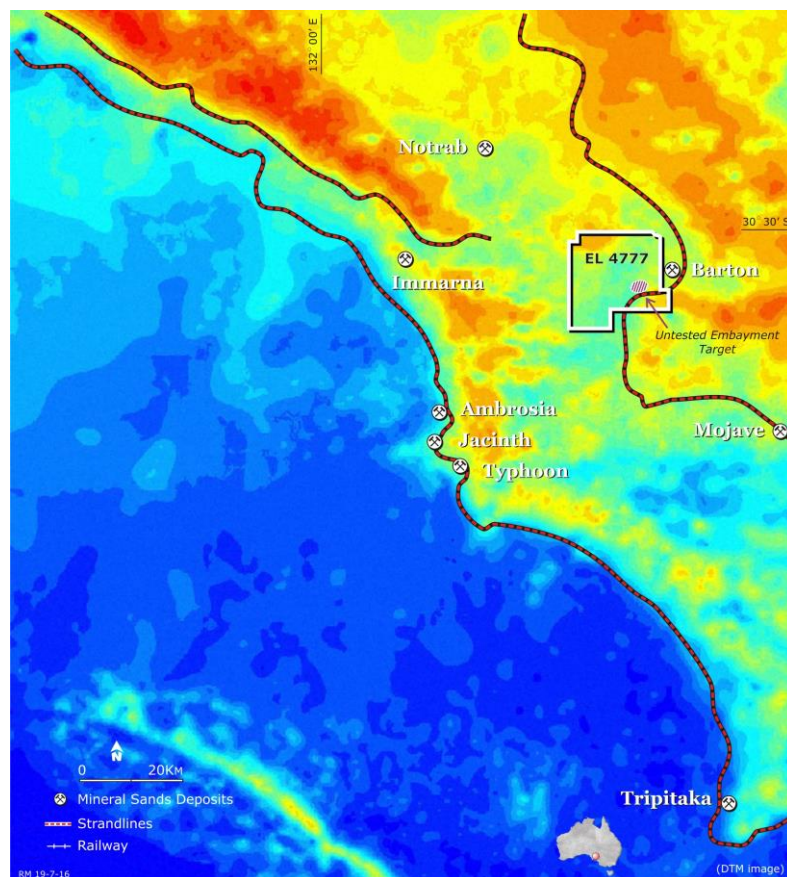 132° 00' E
Notrab
30° 30' S
EL 4777
Barton
Immarna
Untested Embayment
Target
Ambrosia
Mojave
Jacinth
Typhoon
N
0 20KM
Tripitaka
Mineral Sands Deposits
Strandlines
Railway
(DTM image)
RM 19-7-16